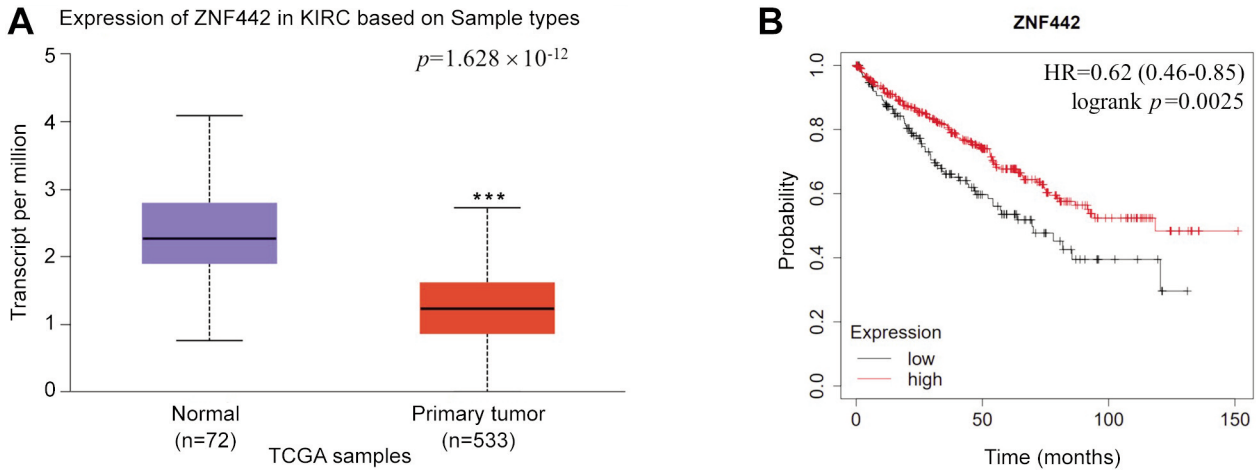 A
Expression of ZNF442 in KIRC based on Sample types
p=1.628 ×10-12
Transcript per million
5
4
3
2
1
0
***
Normal
(n=72)
Primary tumor
(n=533)
TCGA samples
B
ZNF442
HR=0.62 (0.46-0.85)
logrank p=0.0025
Probability
1.0
0.8
0.6
0.4
0.2
0.0
Expression
low
high
0 50 100 150
Time (months)